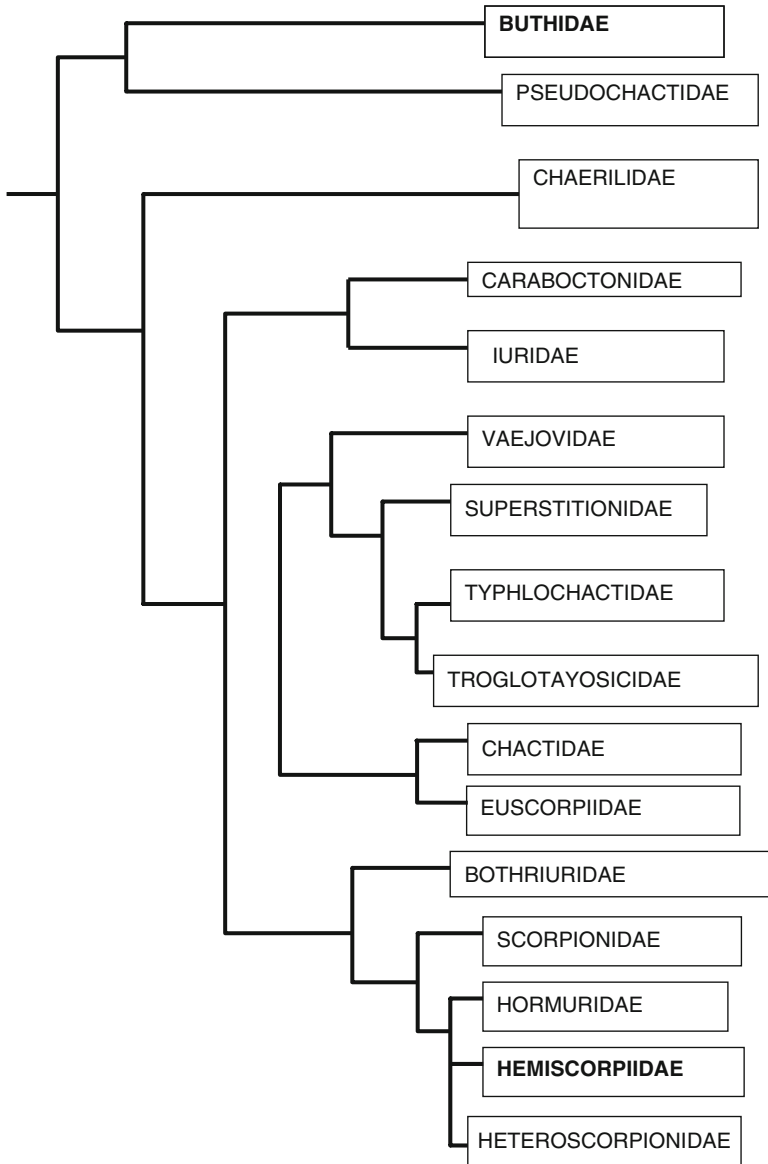 BUTHIDAE
PSEUDOCHACTIDAE
CHAERILIDAE
CARABOCTONIDAE
IURIDAE
VAEJOVIDAE
SUPERSTITIONIDAE
TYPHLOCHACTIDAE
TROGLOTAYOSICIDAE
CHACTIDAE
EUSCORPIIDAE
BOTHRIURIDAE
SCORPIONIDAE
HORMURIDAE
HEMISCORPIIDAE
HETEROSCORPIONIDAE